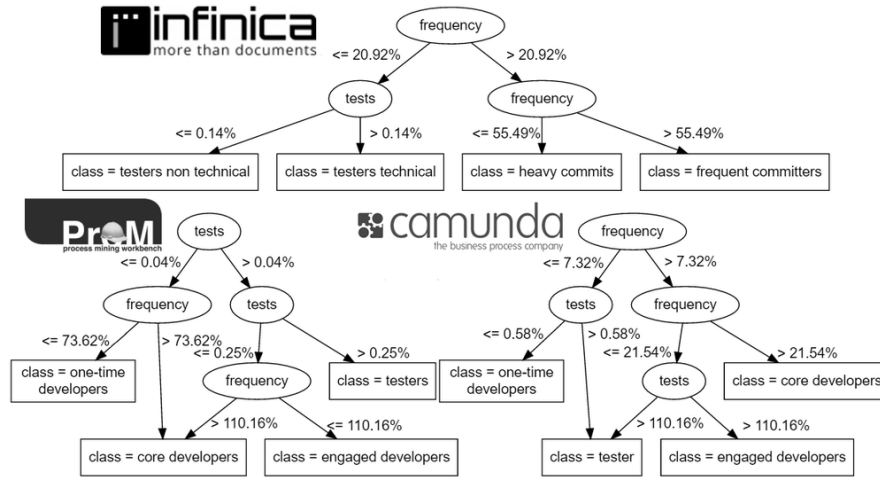 infinica
more than documents
frequency
<= 20.92%
> 20.92%
tests
frequency
<= 0.14%
> 0.14%
<= 55.49%
> 55.49%
class = testers non technical
class = testers technical
class = heavy commits
class = frequent committers
PrOM
process mining workbench
tests
<= 0.04%
> 0.04%
frequency
tests
<= 73.62%
> 73.62%
<= 0.25%
> 0.25%
class = one-time
developers
frequency
class = testers
> 110.16%
<= 110.16%
class = core developers
class = engaged developers
camunda
the business process company
frequency
<= 7.32%
> 7.32%
tests
frequency
<= 0.58%
> 0.58%
<= 21.54%
> 21.54%
class = one-time
developers
tests
class = core developers
> 110.16%
> 110.16%
class = tester
class = engaged developers